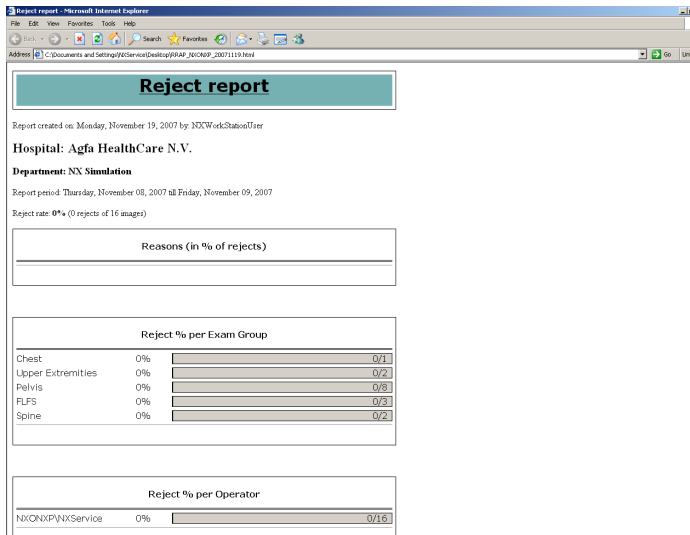 Reject report - Microsoft Internet Explorer
File Edit View Favorites Tools Help
Back Search Favorites
Address C:\Documents and Settings\NXService\Desktop\RRAP_NXONXP_20071119.html Go
Reject report
Report created on: Monday, November 19, 2007 by: NXWorkStationUser
Hospital: Agfa HealthCare N.V.
Department: NX Simulation
Report period: Thursday, November 08, 2007 till Friday, November 09, 2007
Reject rate: 0% (0 rejects of 16 images)
Reasons (in % of rejects)
Reject % per Exam Group
Chest 0% 0/1
Upper Extremities 0% 0/2
Pelvis 0% 0/8
FLFS 0% 0/3
Spine 0% 0/2
Reject % per Operator
NXONXP\NXService 0% 0/16